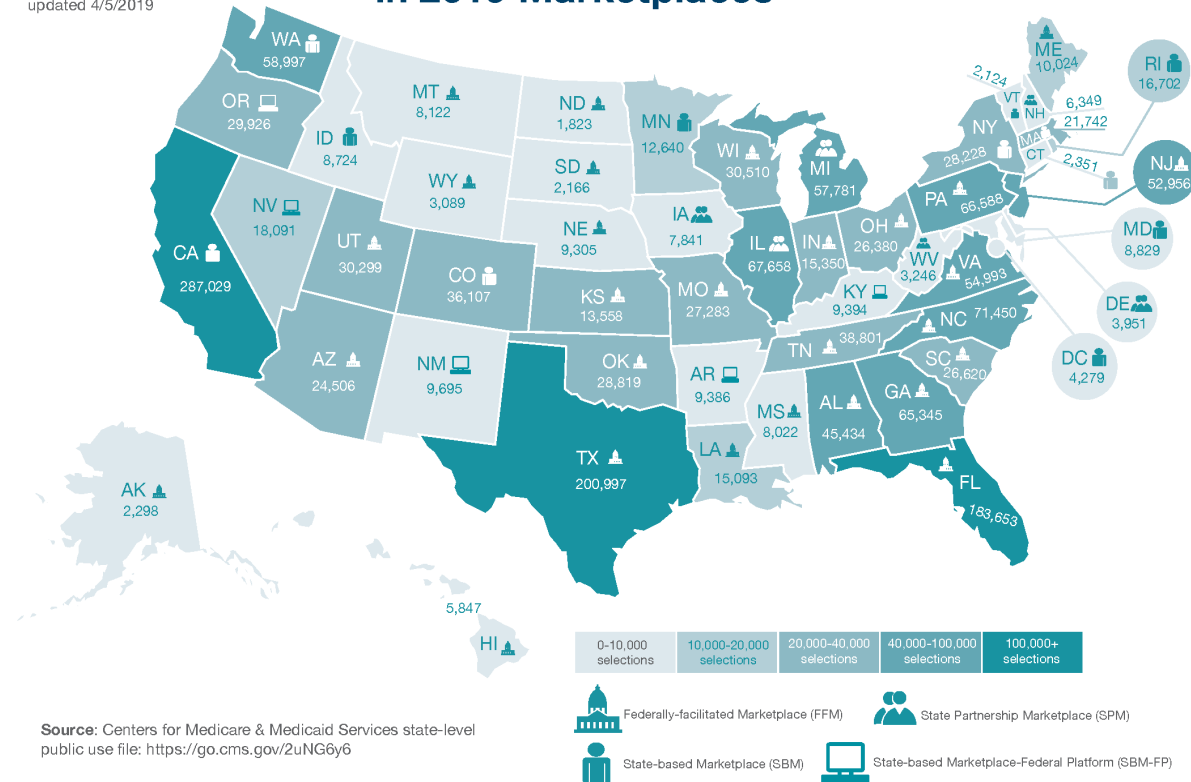 updated 4/5/2019
in 2019 Marketplaces
WA
58,997
OR
29,926
ID
8,724
MT
8,122
ND
1,823
MN
12,640
WI
30,510
MI
57,781
ME
10,024
2,124
VT
NH
6,349
21,742
MA
CT
2,351
NY
28,228
RI
16,702
NJ
52,956
MD
8,829
DE
3,951
DC
4,279
PA
66,588
SD
2,166
WY
3,089
NE
9,305
IA
7,841
NV
18,091
UT
30,299
CA
287,029
CO
36,107
KS
13,558
MO
27,283
IL
67,658
IN
15,350
OH
26,380
WV
3,246
VA
54,993
KY
9,394
NC
71,450
TN
38,801
SC
26,620
AZ
24,506
NM
9,695
OK
28,819
AR
9,386
MS
8,022
AL
45,434
GA
65,345
TX
200,997
LA
15,093
FL
183,653
AK
2,298
5,847
HI
0-10,000
selections
10,000-20,000
selections
20,000-40,000
selections
40,000-100,000
selections
100,000+
selections
Federally-facilitated Marketplace (FFM)
State Partnership Marketplace (SPM)
State-based Marketplace (SBM)
State-based Marketplace-Federal Platform (SBM-FP)
Source: Centers for Medicare & Medicaid Services state-level
public use file: https://go.cms.gov/2uNG6y6